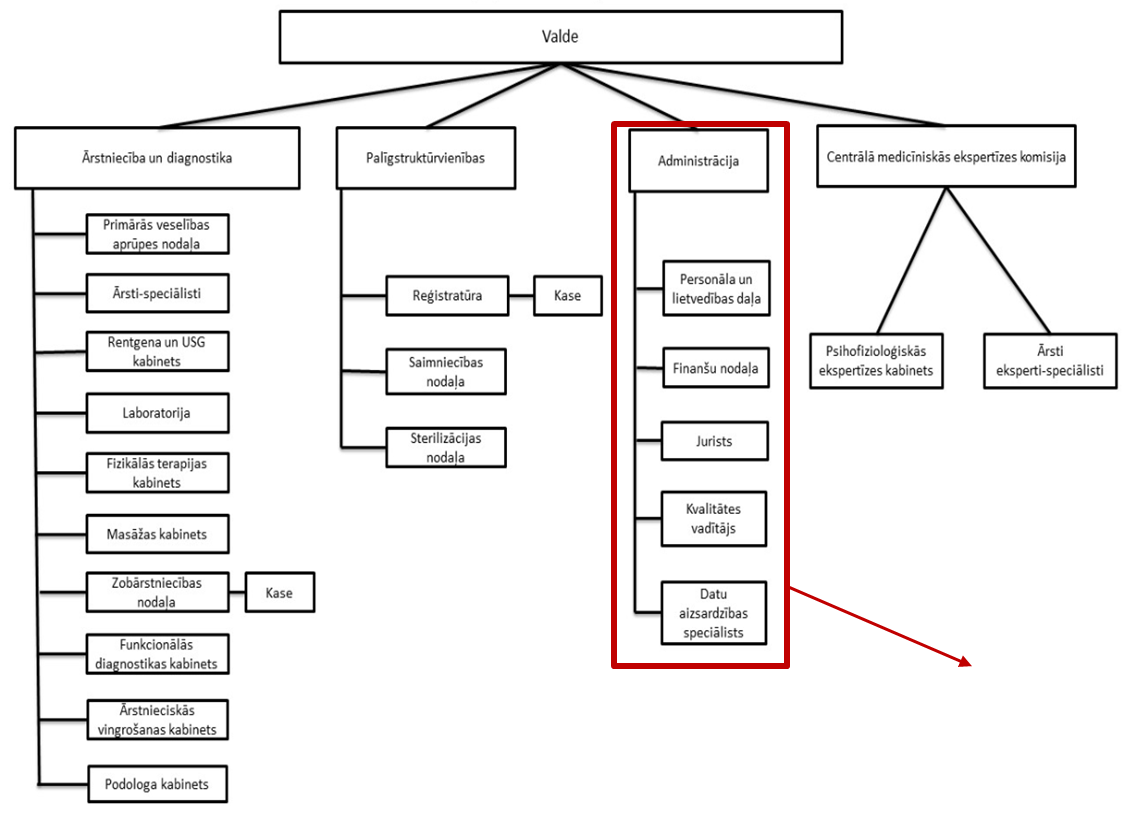 Valde
Ārstniecība un diagnostika
Primārās veselības
aprūpes nodaļa
Ārsti-speciālisti
Rentgena un USG
kabinets
Laboratorija
Fizikālās terapijas
kabinets
Masāžas kabinets
Zobārstniecības
nodaļa
Kase
Funkcionālās
diagnostikas kabinets
Ārstnieciskās
vingrošanas kabinets
Podologa kabinets
Palīgstruktūrvienības
Reģistratūra
Kase
Saimniecības
nodaļa
Sterilizācijas
nodaļa
Administrācija
Personāla un
lietvedības daļa
Finanšu nodaļa
Jurists
Kvalitātes
vadītājs
Datu
aizsardzības
speciālists
Centrālā medicīniskās ekspertīzes komisija
Psihofizioloģiskās
ekspertīzes kabinets
Ārsti
eksperti-speciālisti